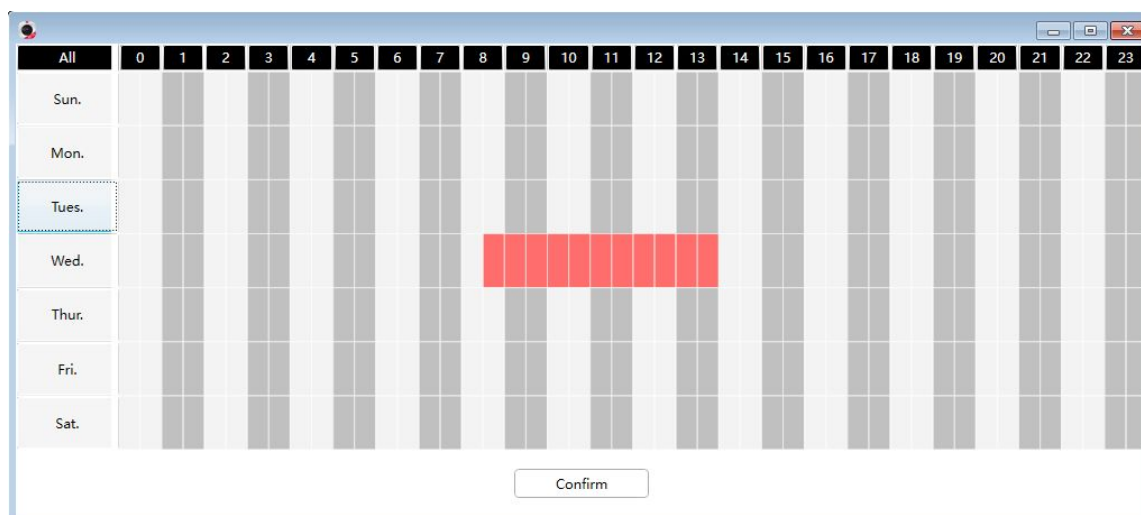 All 0 1 2 3 4 5 6 7 8 9 10 11 12 13 14 15 16 17 18 19 20 21 22 23
Sun.
Mon.
Tues.
Wed.
Thur.
Fri.
Sat.
Confirm